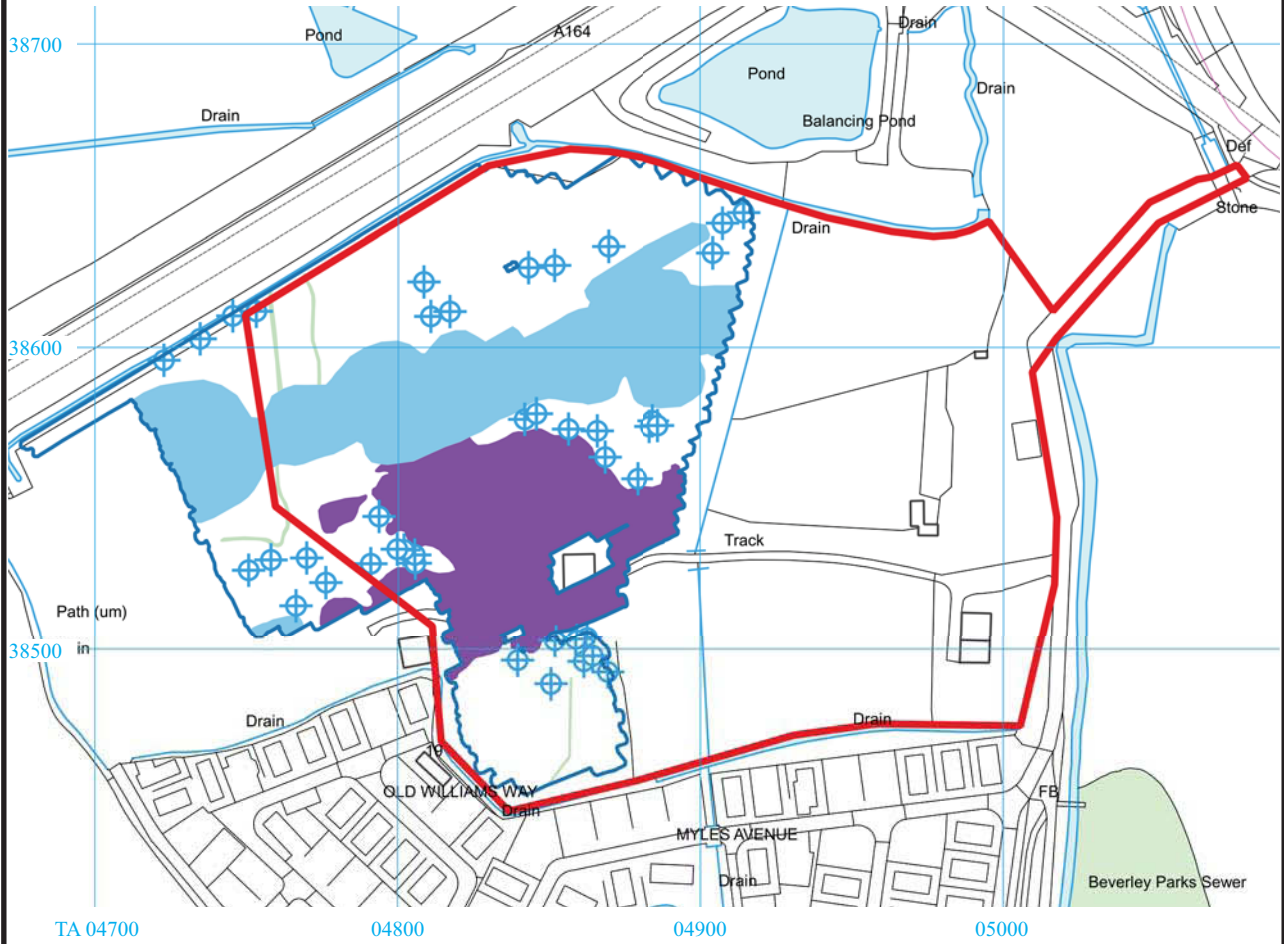 Drain
38700
Pond
A164
Pond
Drain
Drain
Balancing Pond
Def
Stone
Drain
38600
Track
Path (um)
38500
in
Drain
Drain
19
OLD WILLIAMS WAY
Drain
FB
MYLES AVENUE
Drain
Beverley Parks Sewer
TA 04700
04800
04900
05000